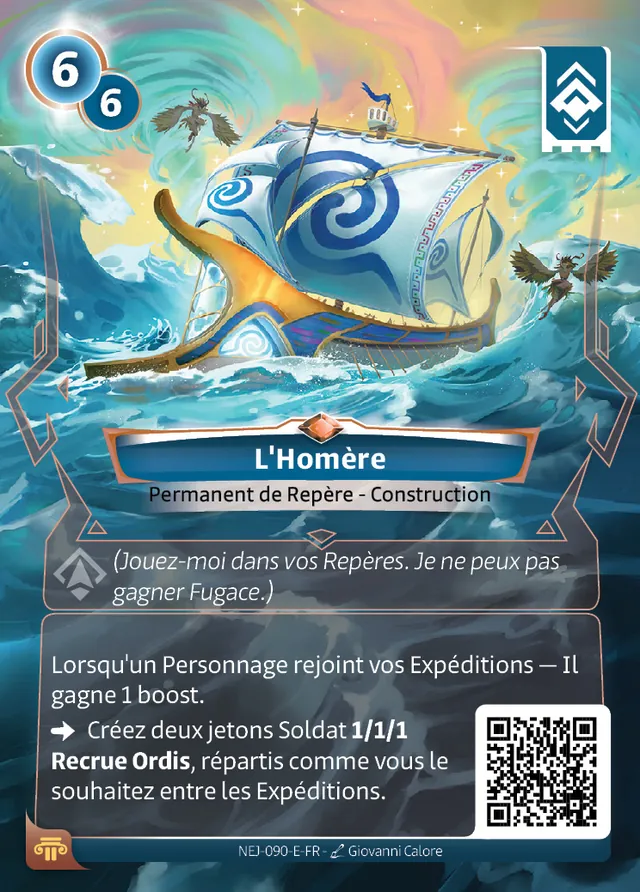 6
6
L'Homère
Permanent de Repère - Construction
(Jouez-moi dans vos Repères. Je ne peux pas
gagner Fugace.)
Lorsqu'un Personnage rejoint vos Expéditions — Il
gagne 1 boost.
Créez deux jetons Soldat 1/1/1
Recrue Ordis, répartis comme vous le
souhaitez entre les Expéditions.
NEJ-090-E-FR - Giovanni Calore